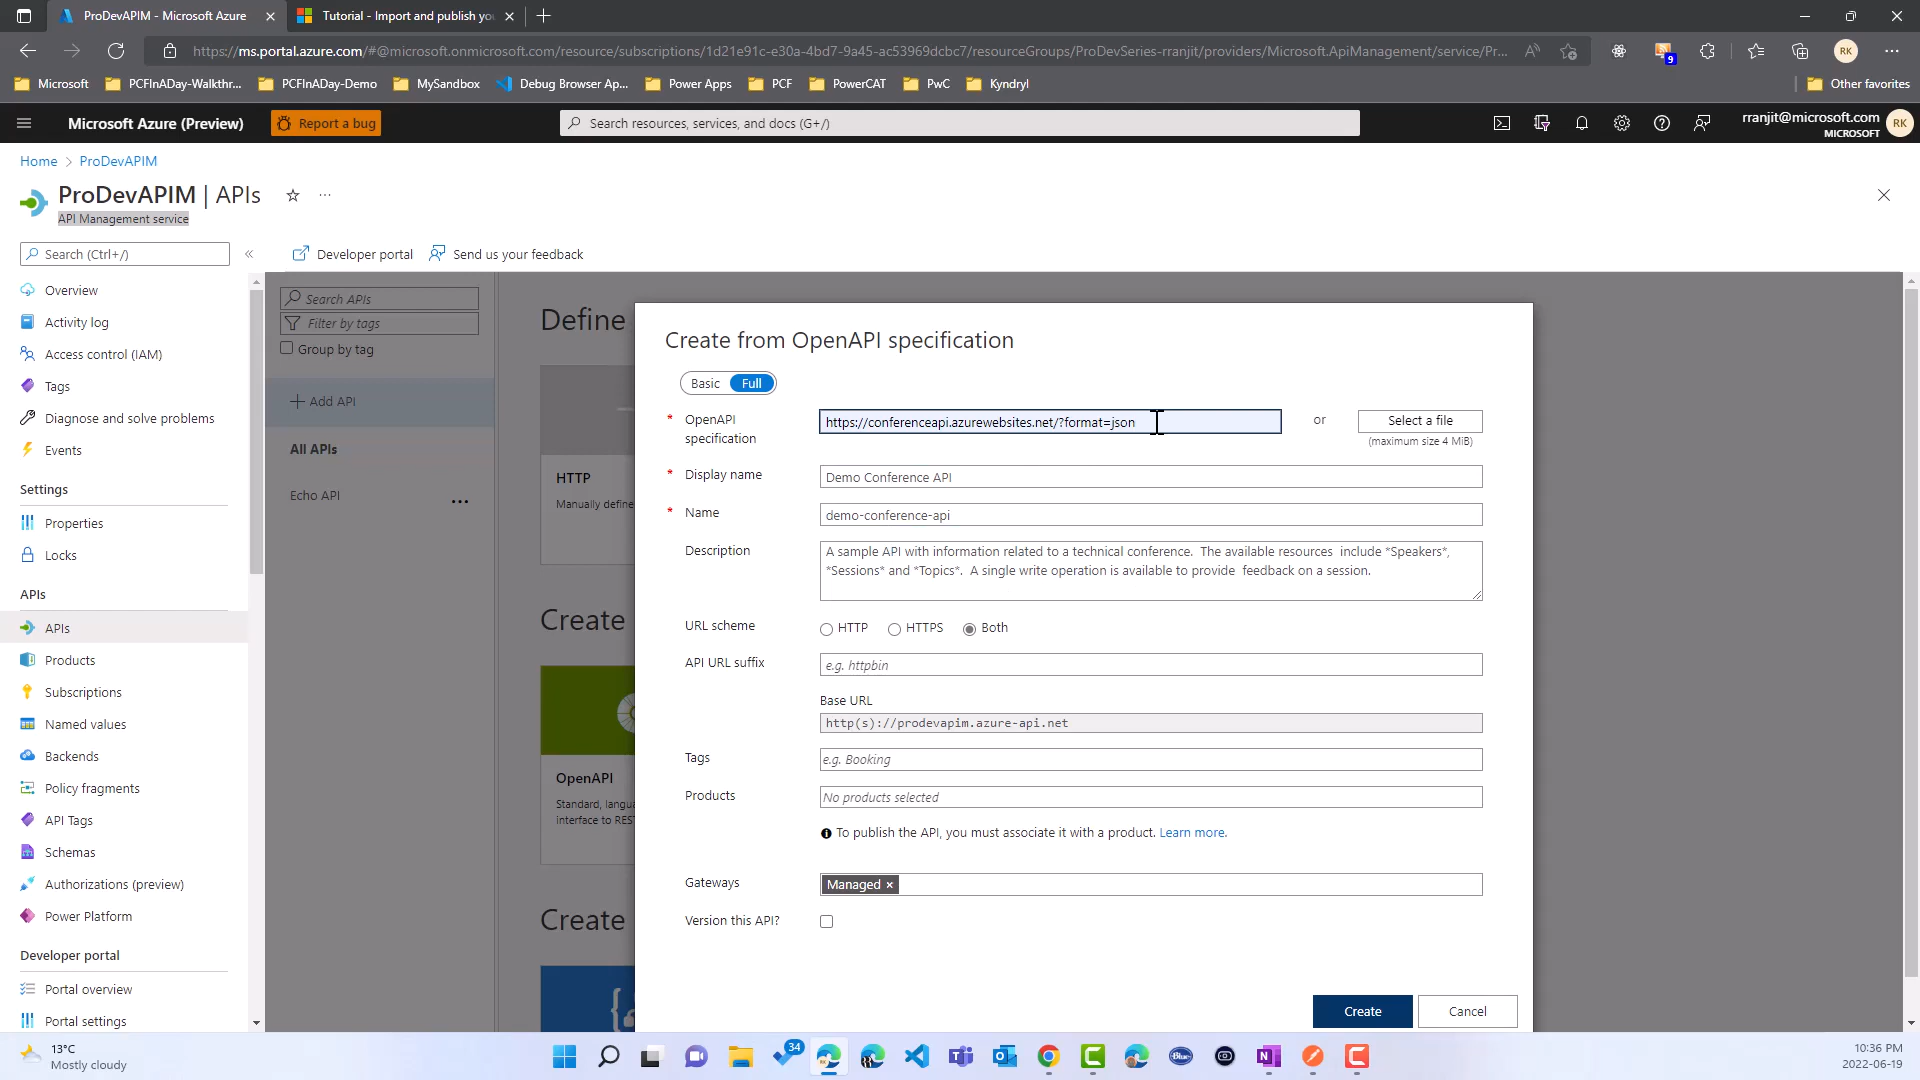 ProDevAPIM - Microsoft Azure
Tutorial - Import and publish yo
https://ms.portal.azure.com/#@microsoft.onmicrosoft.com/resource/subscriptions/1d21e91c-e30a-4bd7-9a45-ac53969dcbc7/resourceGroups/ProDevSeries-rranjit/providers/Microsoft.ApiManagement/service/Pr...
9
RK
Microsoft
PCFInADay-Walkthr...
PCFInADay-Demo
MySandbox
Debug Browser Ap...
Power Apps
PCF
PowerCAT
PwC
Kyndryl
Other favorites
Microsoft Azure (Preview)
Report a bug
Search resources, services, and docs (G+/)
rranjit@microsoft.com
MICROSOFT
RK
Home > ProDevAPIM
ProDevAPIM | APIs
API Management service
Search (Ctrl+/)
Developer portal
Send us your feedback
Overview
Activity log
Access control (IAM)
Tags
Diagnose and solve problems
Events
Settings
Properties
Locks
APIs
APIs
Products
Subscriptions
Named values
Backends
Policy fragments
API Tags
Schemas
Authorizations (preview)
Power Platform
Developer portal
Portal overview
Portal settings
Search APIs
Filter by tags
Group by tag
+ Add API
All APIs
Echo API
Define
HTTP
Manually define
Create
OpenAPI
Standard, langu
interface to RES
Create
Create from OpenAPI specification
Basic
Full
* OpenAPI
specification
https://conferenceapi.azurewebsites.net/?format=json
or
Select a file
(maximum size 4 MiB)
* Display name
Demo Conference API
* Name
demo-conference-api
Description
A sample API with information related to a technical conference. The available resources include *Speakers*,
*Sessions* and *Topics*. A single write operation is available to provide feedback on a session.
URL scheme
HTTP
HTTPS
Both
API URL suffix
e.g. httpbin
Base URL
http(s)://prodevapim.azure-api.net
Tags
e.g. Booking
Products
No products selected
To publish the API, you must associate it with a product. Learn more.
Gateways
Managed ×
Version this API?
Create
Cancel
13°C
Mostly cloudy
34
Blue
10:36 PM
2022-06-19